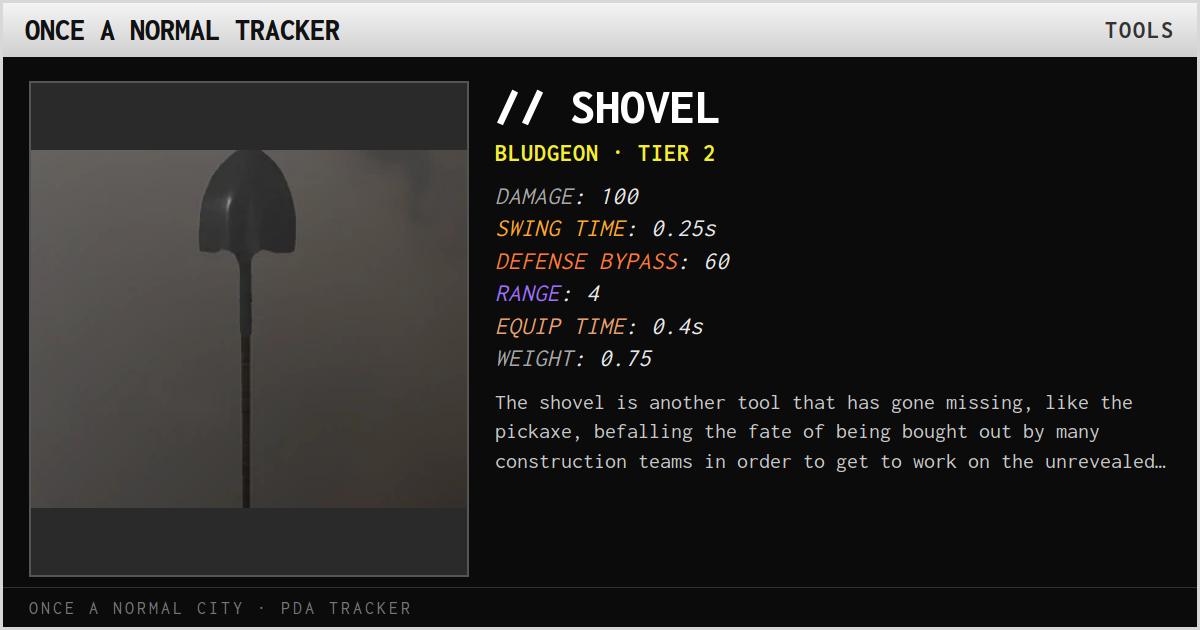 ONCE A NORMAL TRACKER
TOOLS
// SHOVEL
BLUDGEON · TIER 2
DAMAGE: 100
SWING TIME: 0.25s
DEFENSE BYPASS: 60
RANGE: 4
EQUIP TIME: 0.4s
WEIGHT: 0.75
The shovel is another tool that has gone missing, like the
pickaxe, befalling the fate of being bought out by many
construction teams in order to get to work on the unrevealed…
ONCE A NORMAL CITY · PDA TRACKER